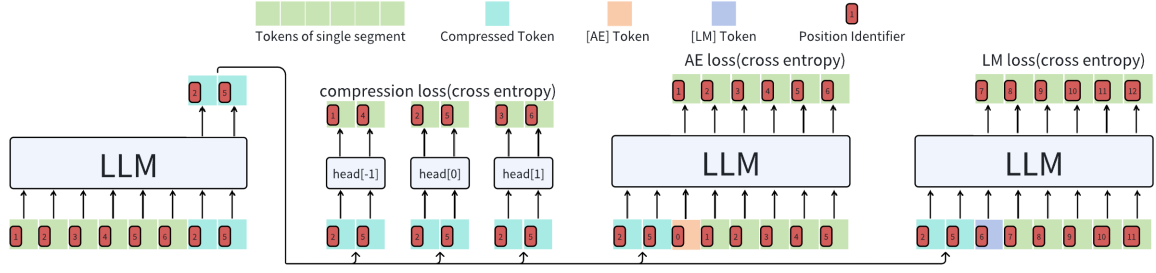 1
Tokens of single segment
Compressed Token
[AE] Token
[LM] Token
Position Identifier
AE loss(cross entropy)
LM loss(cross entropy)
compression loss(cross entropy)
2 5
1 4
2 5
3 6
1 2 3 4 5 6
7 8 9 10 11 12
LLM
head[-1]
head[0]
head[1]
LLM
LLM
1 2 3 4 5 6 2 5
2 5
2 5
2 5
2 5 0 1 2 3 4 5
2 5 6 7 8 9 10 11